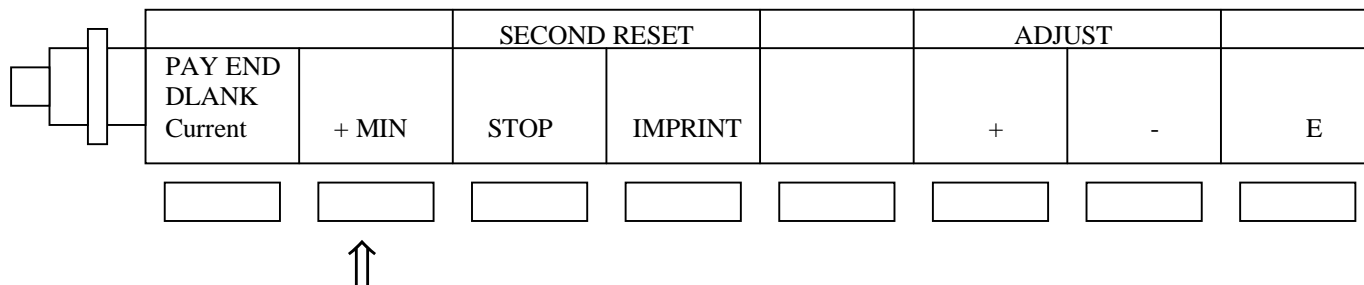 SECOND RESET ADJUST
PAY END
DLANK
Current + MIN STOP IMPRINT + - E